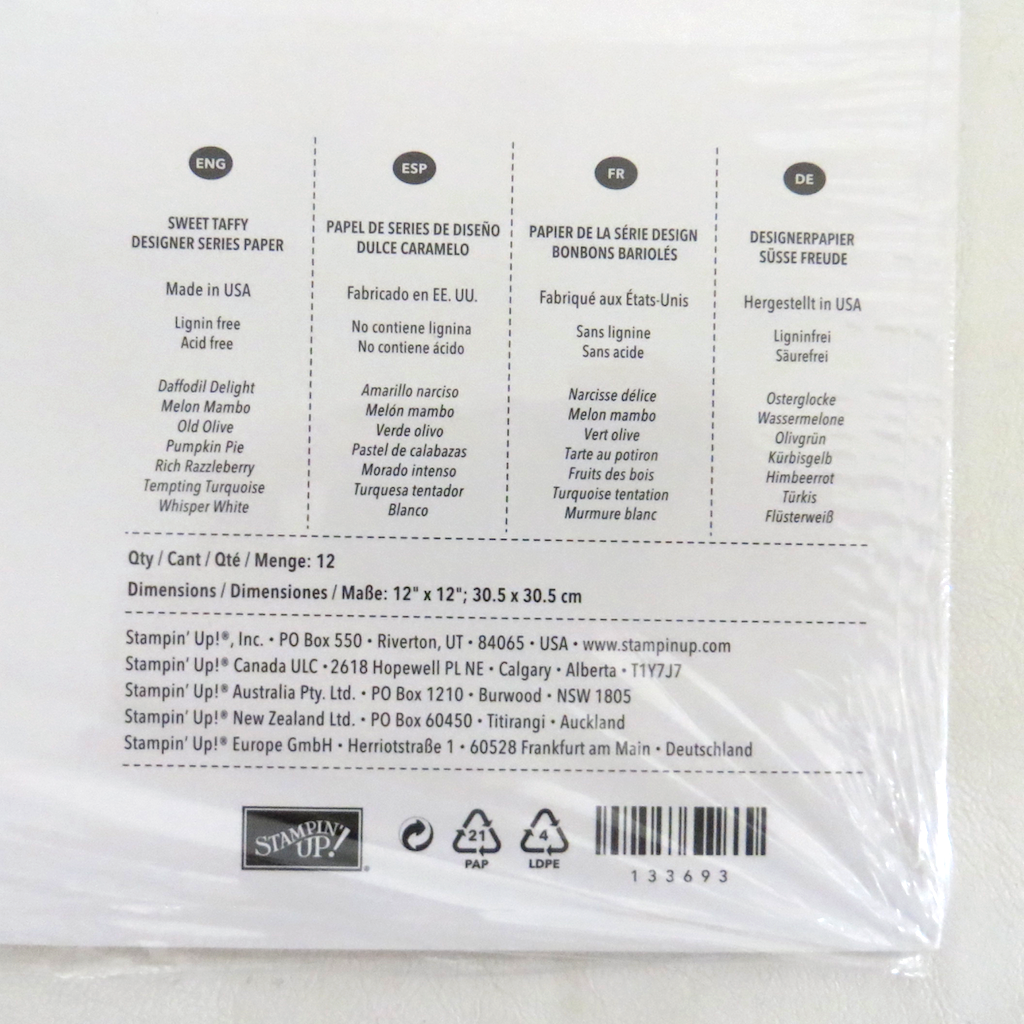 ENG
SWEET TAFFY
DESIGNER SERIES PAPER
Made in USA
Lignin free
Acid free
Daffodil Delight
Melon Mambo
Old Olive
Pumpkin Pie
Rich Razzleberry
Tempting Turquoise
Whisper White
ESP
PAPEL DE SERIES DE DISEÑO
DULCE CARAMELO
Fabricado en EE. UU.
No contiene lignina
No contiene ácido
Amarillo narciso
Melón mambo
Verde olivo
Pastel de calabazas
Morado intenso
Turquesa tentador
Blanco
FR
PAPIER DE LA SÉRIE DESIGN
BONBONS BARIOLÉS
Fabriqué aux États-Unis
Sans lignine
Sans acide
Narcisse délice
Melon mambo
Vert olive
Tarte au potiron
Fruits des bois
Turquoise tentation
Murmure blanc
DE
DESIGNERPAPIER
SÜSSE FREUDE
Hergestellt in USA
Ligninfrei
Säurefrei
Osterglocke
Wassermelone
Olivgrün
Kürbisgelb
Himbeerrot
Türkis
Flüsterweiß
Qty / Cant / Qté / Menge: 12
Dimensions / Dimensiones / Maße: 12" x 12"; 30.5 x 30.5 cm
Stampin' Up!®, Inc. • PO Box 550 • Riverton, UT • 84065 • USA • www.stampinup.com
Stampin' Up!® Canada ULC • 2618 Hopewell PL NE • Calgary • Alberta • T1Y7J7
Stampin' Up!® Australia Pty. Ltd. • PO Box 1210 • Burwood • NSW 1805
Stampin' Up!® New Zealand Ltd. • PO Box 60450 • Titirangi • Auckland
Stampin' Up!® Europe GmbH • Herriotstraße 1 • 60528 Frankfurt am Main • Deutschland
STAMPIN' UP!®
21
PAP
4
LDPE
133693